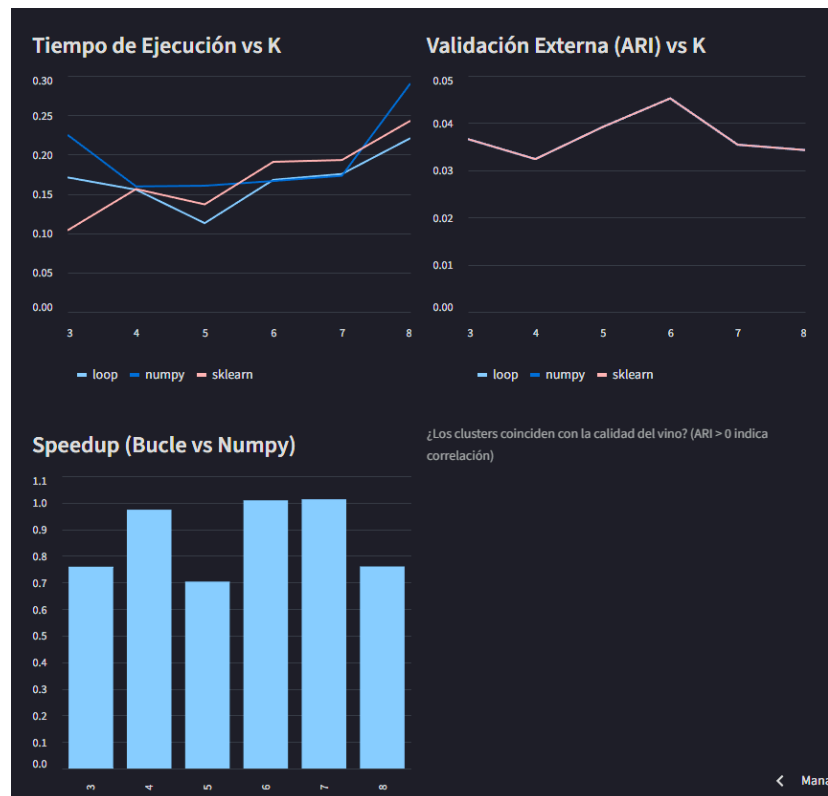 Tiempo de Ejecución vs K
0.30
0.25
0.20
0.15
0.10
0.05
0.00
3 4 5 6 7 8
loop numpy sklearn
Validación Externa (ARI) vs K
0.05
0.04
0.03
0.02
0.01
0.00
3 4 5 6 7 8
loop numpy sklearn
Speedup (Bucle vs Numpy)
1.1
1.0
0.9
0.8
0.7
0.6
0.5
0.4
0.3
0.2
0.1
0.0
3 4 5 6 7 8
¿Los clusters coinciden con la calidad del vino? (ARI > 0 indica
correlación)
< Mana